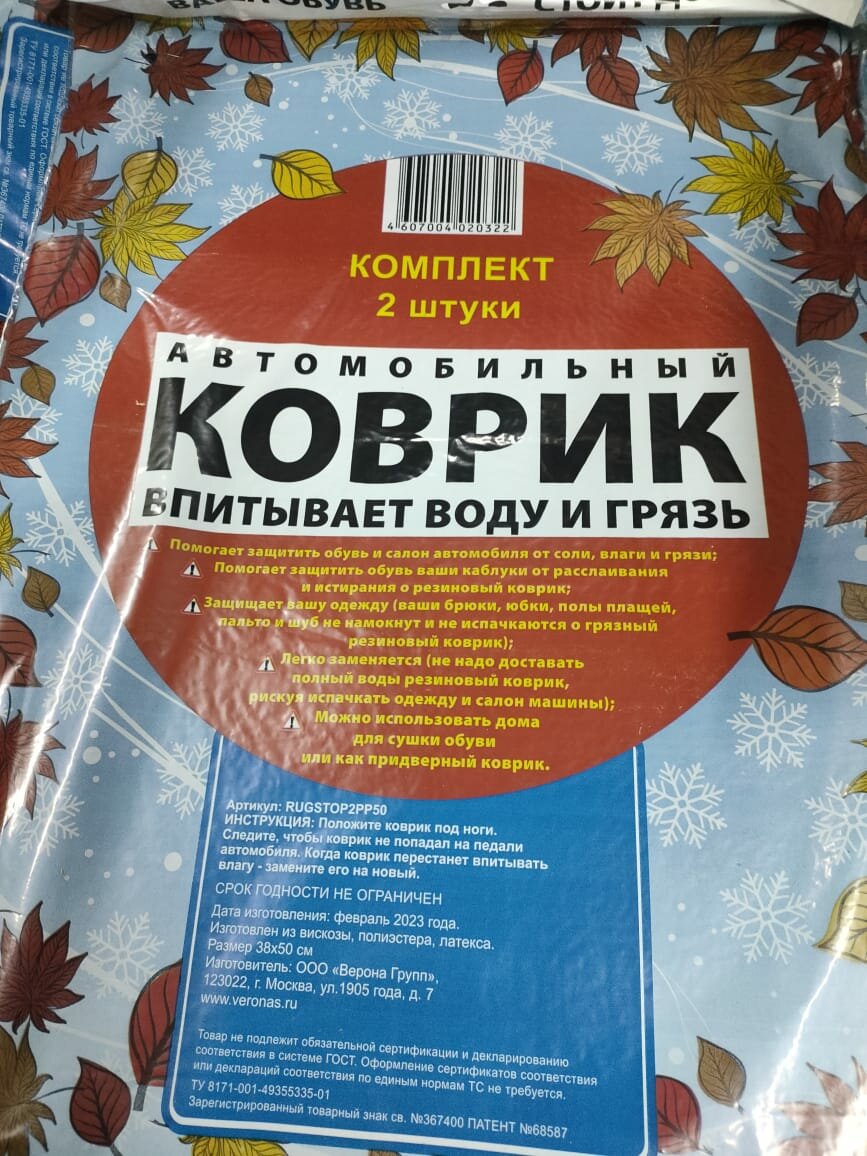 ВАША ОБУВЬ
4607004020322
КОМПЛЕКТ
2 штуки
АВТОМОБИЛЬНЫЙ
КОВРИК
ВПИТЫВАЕТ ВОДУ И ГРЯЗЬ
Помогает защитить обувь и салон автомобиля от соли, влаги и грязи;
Помогает защитить обувь ваши каблуки от расслаивания
и истирания о резиновый коврик;
Защищает вашу одежду (ваши брюки, юбки, полы плащей,
пальто и шуб не намокнут и не испачкаются о грязный
резиновый коврик);
Легко заменяется (не надо доставать
полный воды резиновый коврик,
рискуя испачкать одежду и салон машины);
Можно использовать дома
для сушки обуви
или как придверный коврик.
Артикул: RUGSTOP2PP50
ИНСТРУКЦИЯ: Положите коврик под ноги.
Следите, чтобы коврик не попадал на педали
автомобиля. Когда коврик перестанет впитывать
влагу - замените его на новый.
СРОК ГОДНОСТИ НЕ ОГРАНИЧЕН
Дата изготовления: февраль 2023 года.
Изготовлен из вискозы, полиэстера, латекса.
Размер 38х50 см
Изготовитель: ООО «Верона Групп»,
123022, г. Москва, ул.1905 года, д. 7
www.veronas.ru
Товар не подлежит обязательной сертификации и декларированию
соответствия в системе ГОСТ. Оформление сертификатов соответствия
или деклараций соответствия по единым нормам ТС не требуется.
ТУ 8171-001-49355335-01
Зарегистрированный товарный знак св. №367400 ПАТЕНТ №68587